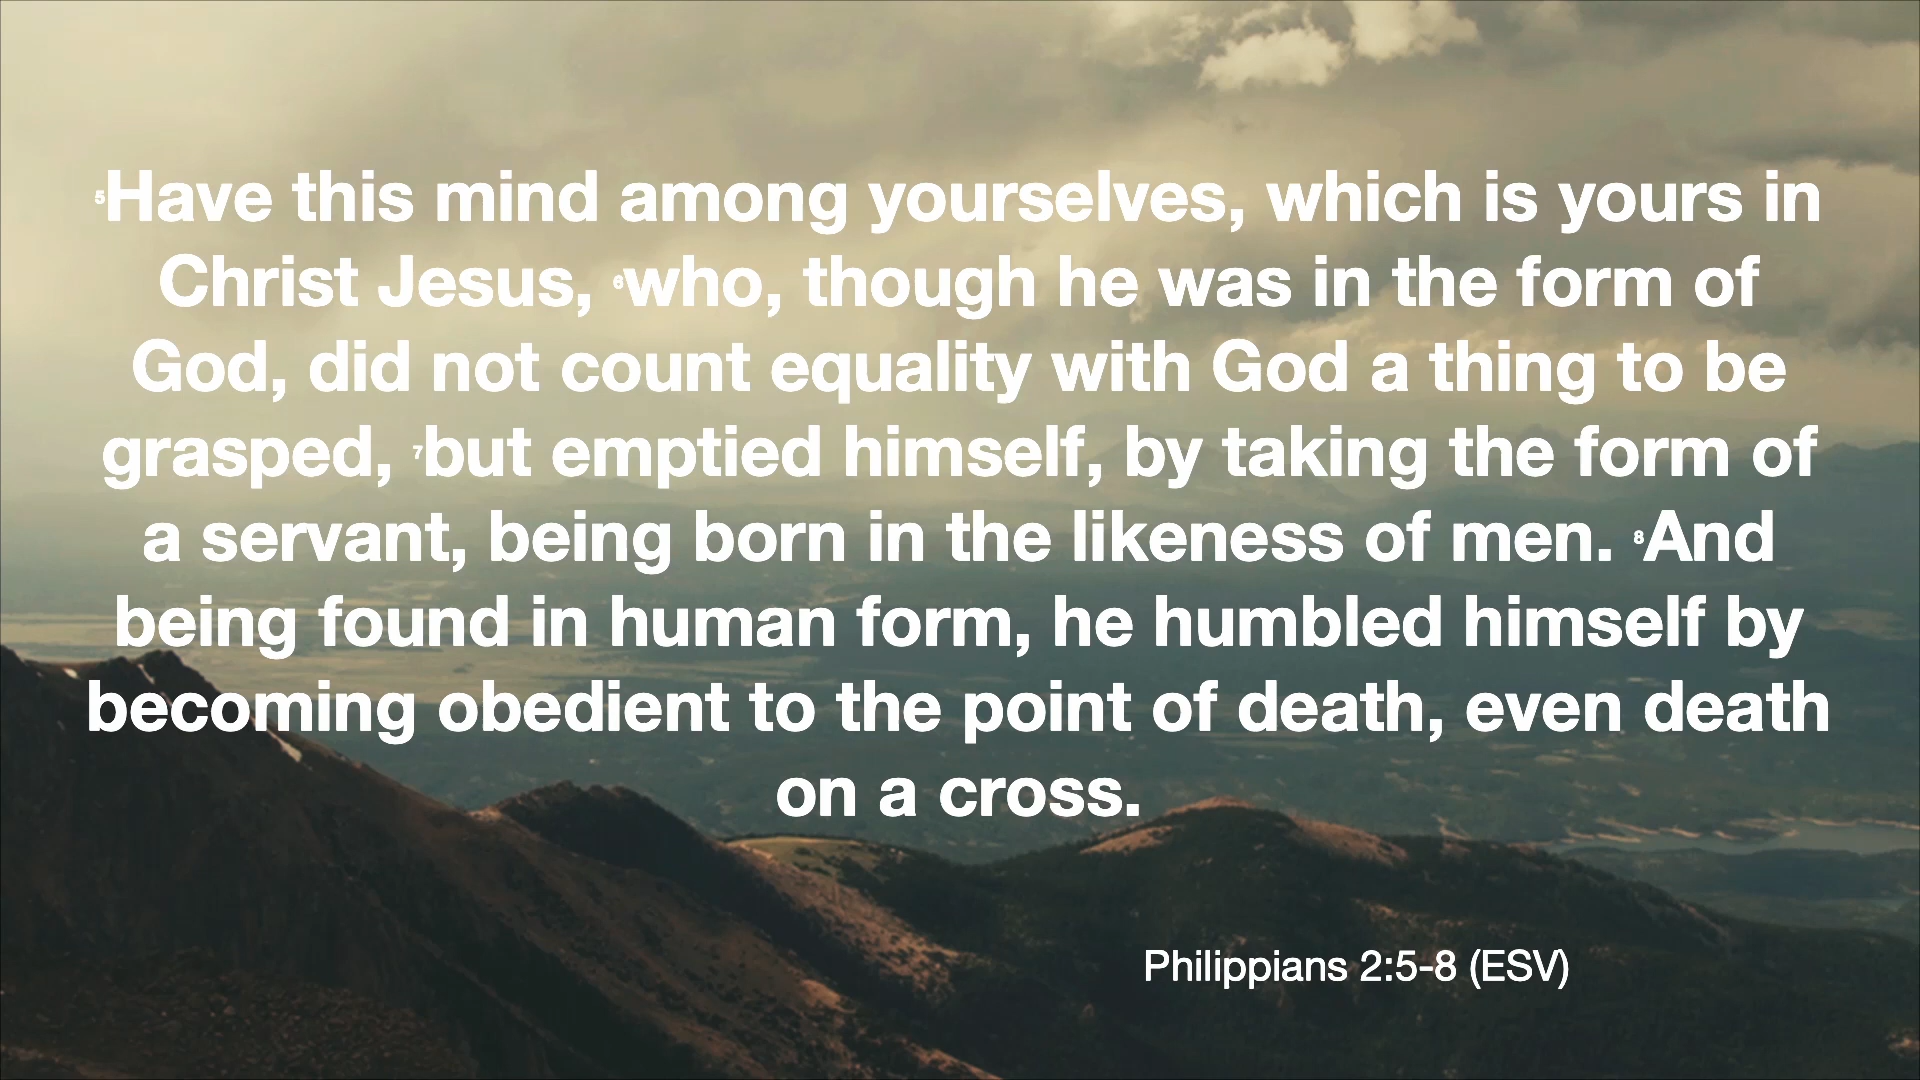 ⁵Have this mind among yourselves, which is yours in
Christ Jesus, ⁶who, though he was in the form of
God, did not count equality with God a thing to be
grasped, ⁷but emptied himself, by taking the form of
a servant, being born in the likeness of men. ⁸And
being found in human form, he humbled himself by
becoming obedient to the point of death, even death
on a cross.
Philippians 2:5-8 (ESV)